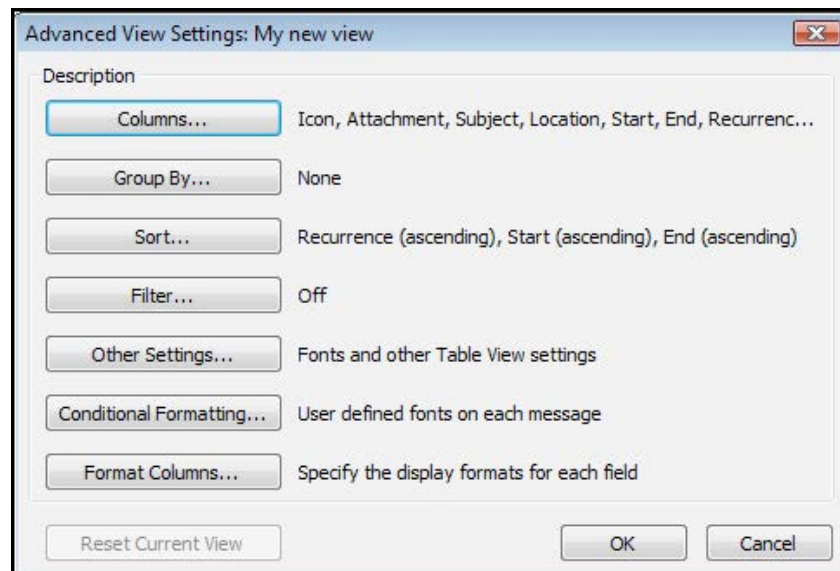 Advanced View Settings: My new view
Description
Columns... Icon, Attachment, Subject, Location, Start, End, Recurrenc...
Group By... None
Sort... Recurrence (ascending), Start (ascending), End (ascending)
Filter... Off
Other Settings... Fonts and other Table View settings
Conditional Formatting... User defined fonts on each message
Format Columns... Specify the display formats for each field
Reset Current View OK Cancel